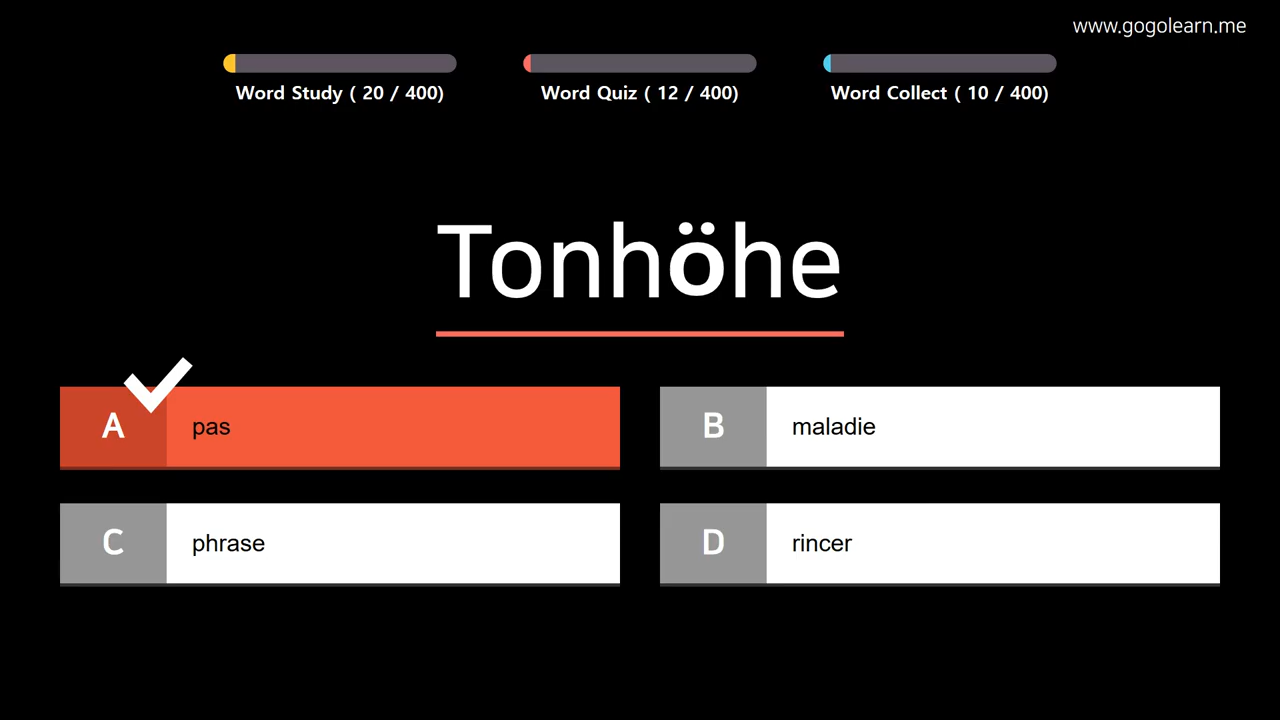 www.gogolearn.me
Word Study ( 20 / 400)
Word Quiz ( 12 / 400)
Word Collect ( 10 / 400)
Tonhöhe
A pas
B maladie
C phrase
D rincer